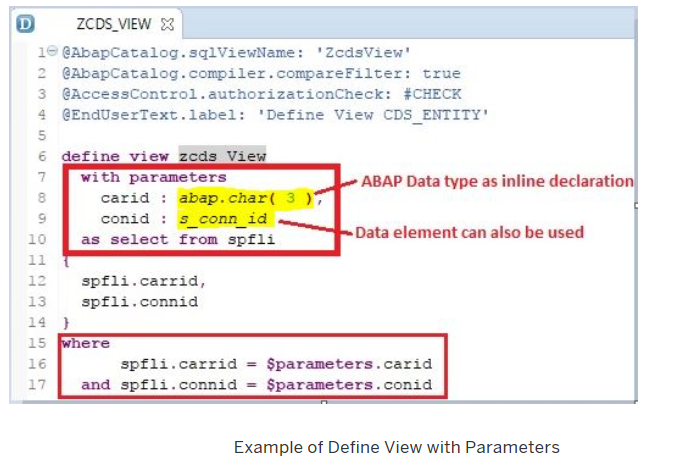 ZCDS_VIEW
1 @AbapCatalog.sqlViewName: 'ZcdsView'
2 @AbapCatalog.compiler.compareFilter: true
3 @AccessControl.authorizationCheck: #CHECK
4 @EndUserText.label: 'Define View CDS_ENTITY'
5
6 define view zcds_View
7 with parameters
8 carid : abap.char( 3 ), ABAP Data type as inline declaration
9 conid : s_conn_id Data element can also be used
10 as select from spfli
11 {
12 spfli.carrid,
13 spfli.connid
14 }
15 where
16 spfli.carrid = $parameters.carid
17 and spfli.connid = $parameters.conid
Example of Define View with Parameters